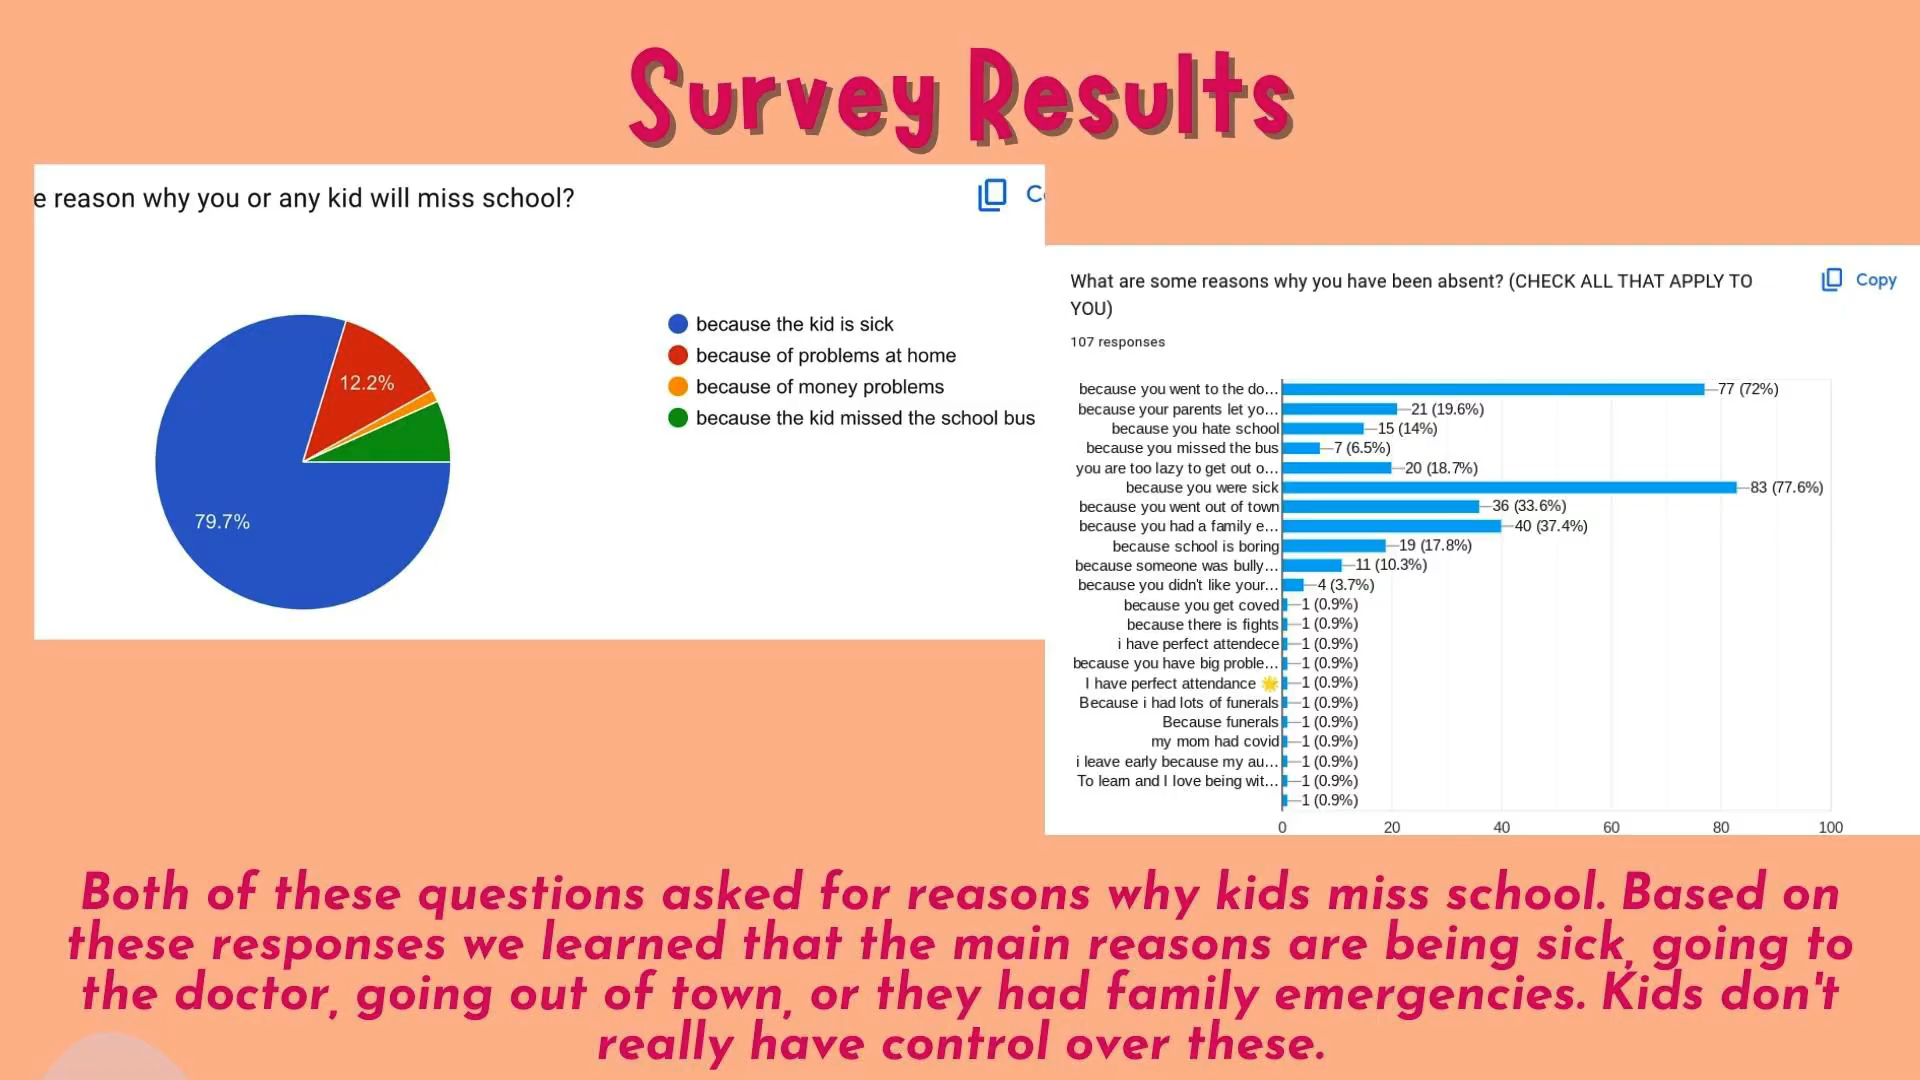 Survey Results
e reason why you or any kid will miss school?
because the kid is sick
because of problems at home
because of money problems
because the kid missed the school bus
12.2%
79.7%
What are some reasons why you have been absent? (CHECK ALL THAT APPLY TO
YOU)
Copy
107 responses
because you went to the do... 77 (72%)
because your parents let yo... 21 (19.6%)
because you hate school 15 (14%)
because you missed the bus 7 (6.5%)
you are too lazy to get out o... 20 (18.7%)
because you were sick 83 (77.6%)
because you went out of town 36 (33.6%)
because you had a family e... 40 (37.4%)
because school is boring 19 (17.8%)
because someone was bully... 11 (10.3%)
because you didn't like your... 4 (3.7%)
because you get coved 1 (0.9%)
because there is fights 1 (0.9%)
i have perfect attendece 1 (0.9%)
because you have big proble... 1 (0.9%)
I have perfect attendance 🌟 1 (0.9%)
Because i had lots of funerals 1 (0.9%)
Because funerals 1 (0.9%)
my mom had covid 1 (0.9%)
i leave early because my au... 1 (0.9%)
To learn and I love being wit... 1 (0.9%)
1 (0.9%)
0 20 40 60 80 100
Both of these questions asked for reasons why kids miss school. Based on
these responses we learned that the main reasons are being sick, going to
the doctor, going out of town, or they had family emergencies. Kids don't
really have control over these.